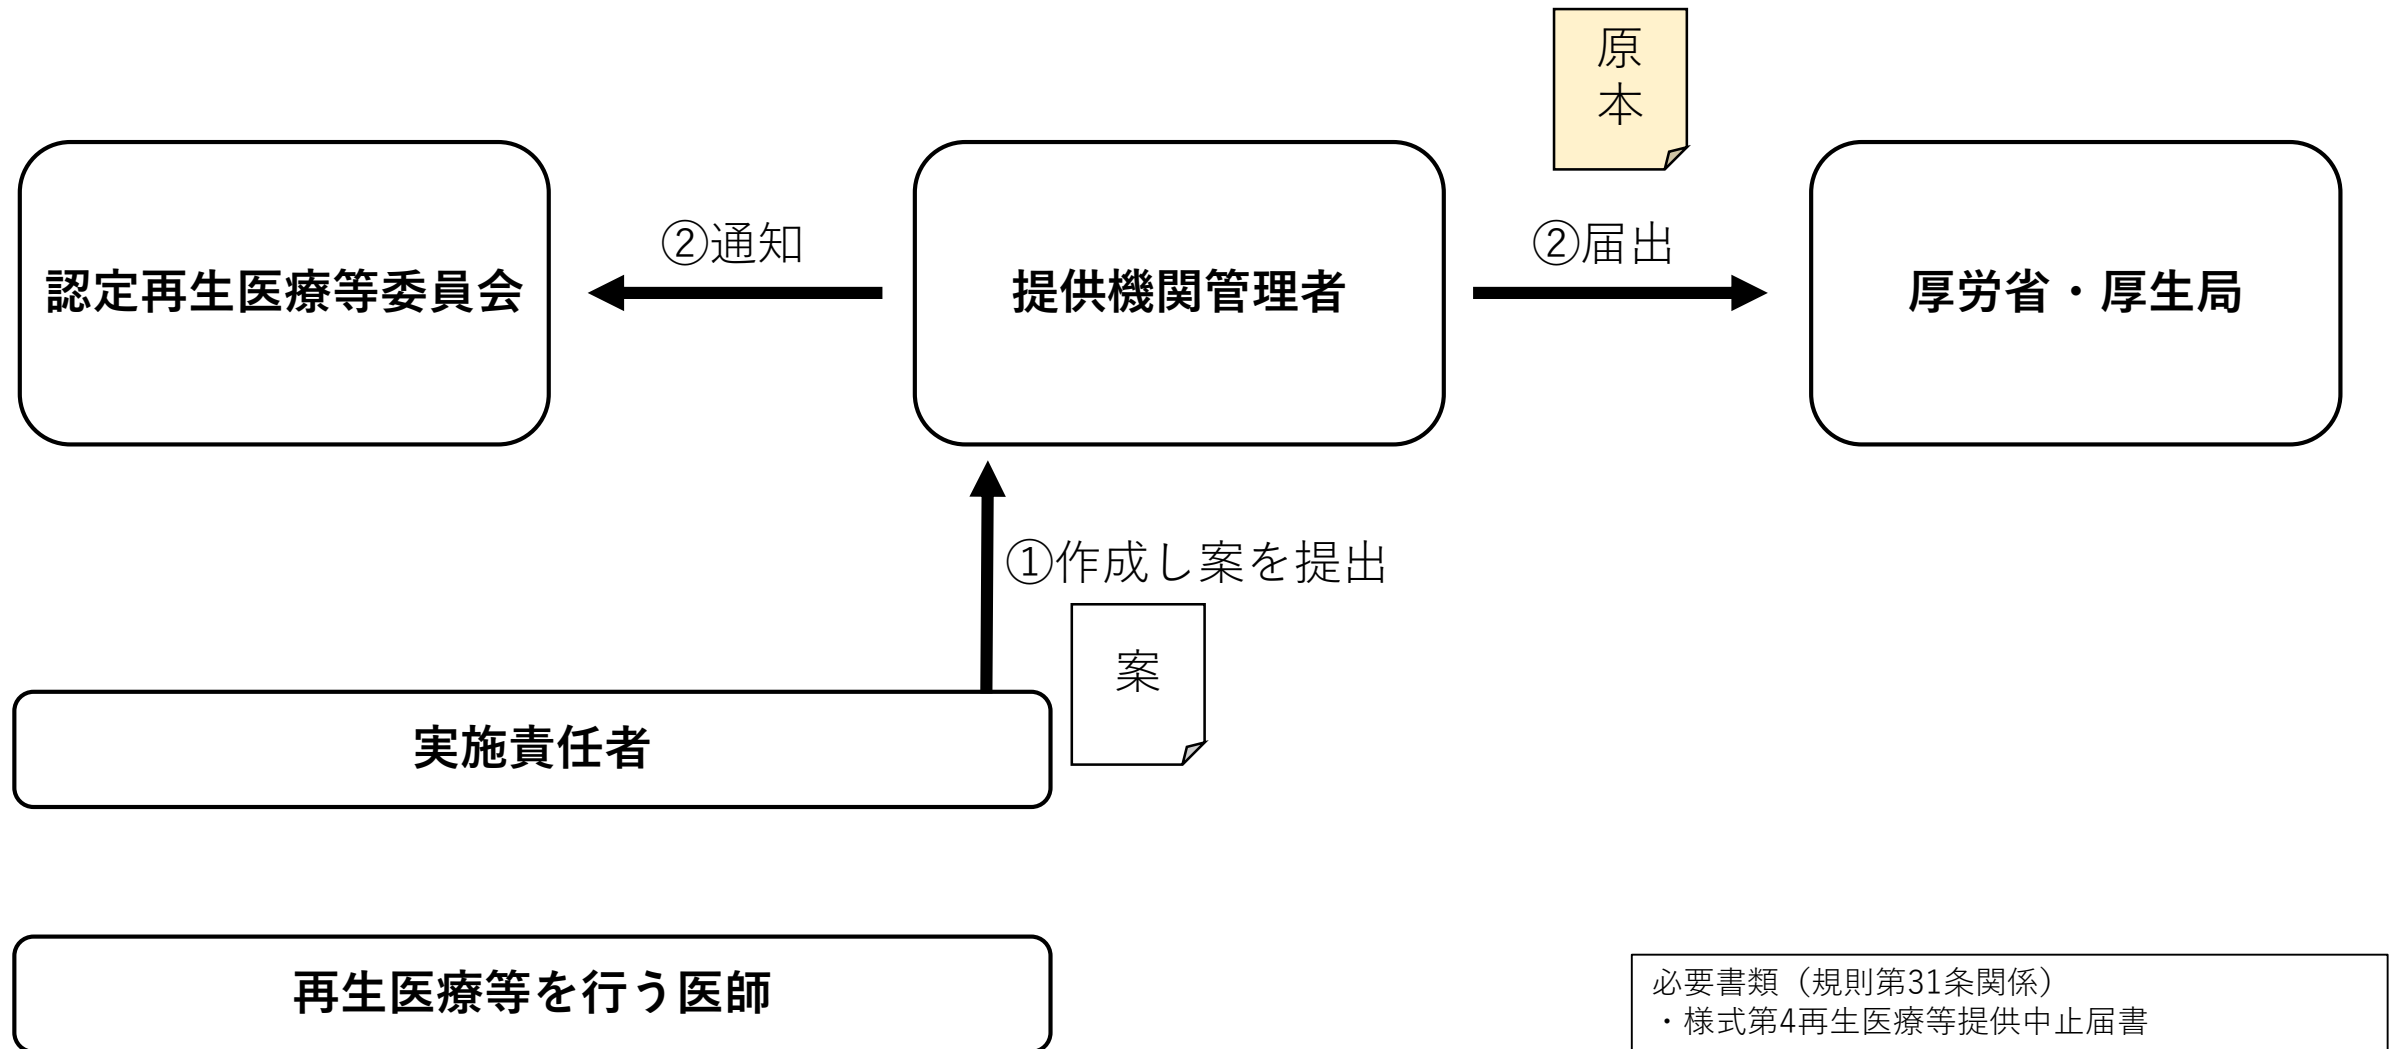 原
本
②通知
②届出
認定再生医療等委員会
提供機関管理者
厚労省・厚生局
①作成し案を提出
案
実施責任者
再生医療等を行う医師
必要書類（規則第31条関係）
・様式第4再生医療等提供中止届書